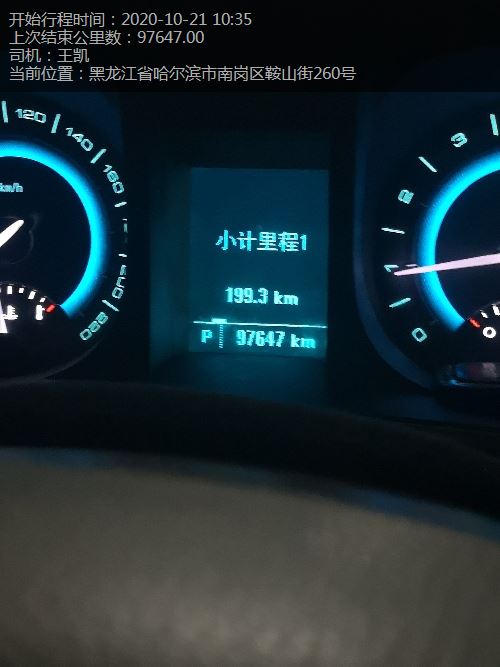 开始行程时间：2020-10-21 10:35
上次结束公里数：97647.00
司机：王凯
当前位置：黑龙江省哈尔滨市南岗区鞍山街260号
120
140
160
km/h
220
小计里程1
199.3 km
P 97647 km
3
2
1
0
0